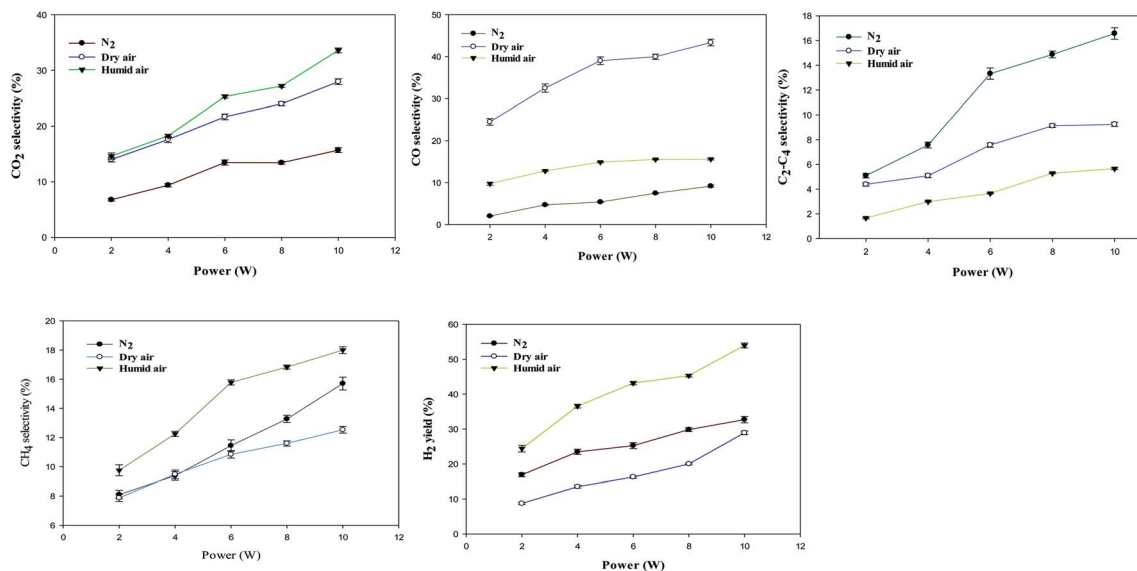 40
30
20
10
0
CO2 selectivity (%)
N2
Dry air
Humid air
0 2 4 6 8 10 12
Power (W)
50
40
30
20
10
0
CO selectivity (%)
N2
Dry air
Humid air
2 4 6 8 10 12
Power (W)
18
16
14
12
10
8
6
4
2
0
C2-C4 selectivity (%)
N2
Dry air
Humid air
0 2 4 6 8 10 12
Power (W)
20
18
16
14
12
10
8
6
4
CH4 selectivity (%)
N2
Dry air
Humid air
0 2 4 6 8 10 12
Power (W)
60
50
40
30
20
10
0
H2 yield (%)
N2
Dry air
Humid air
0 2 4 6 8 10 12
Power (W)